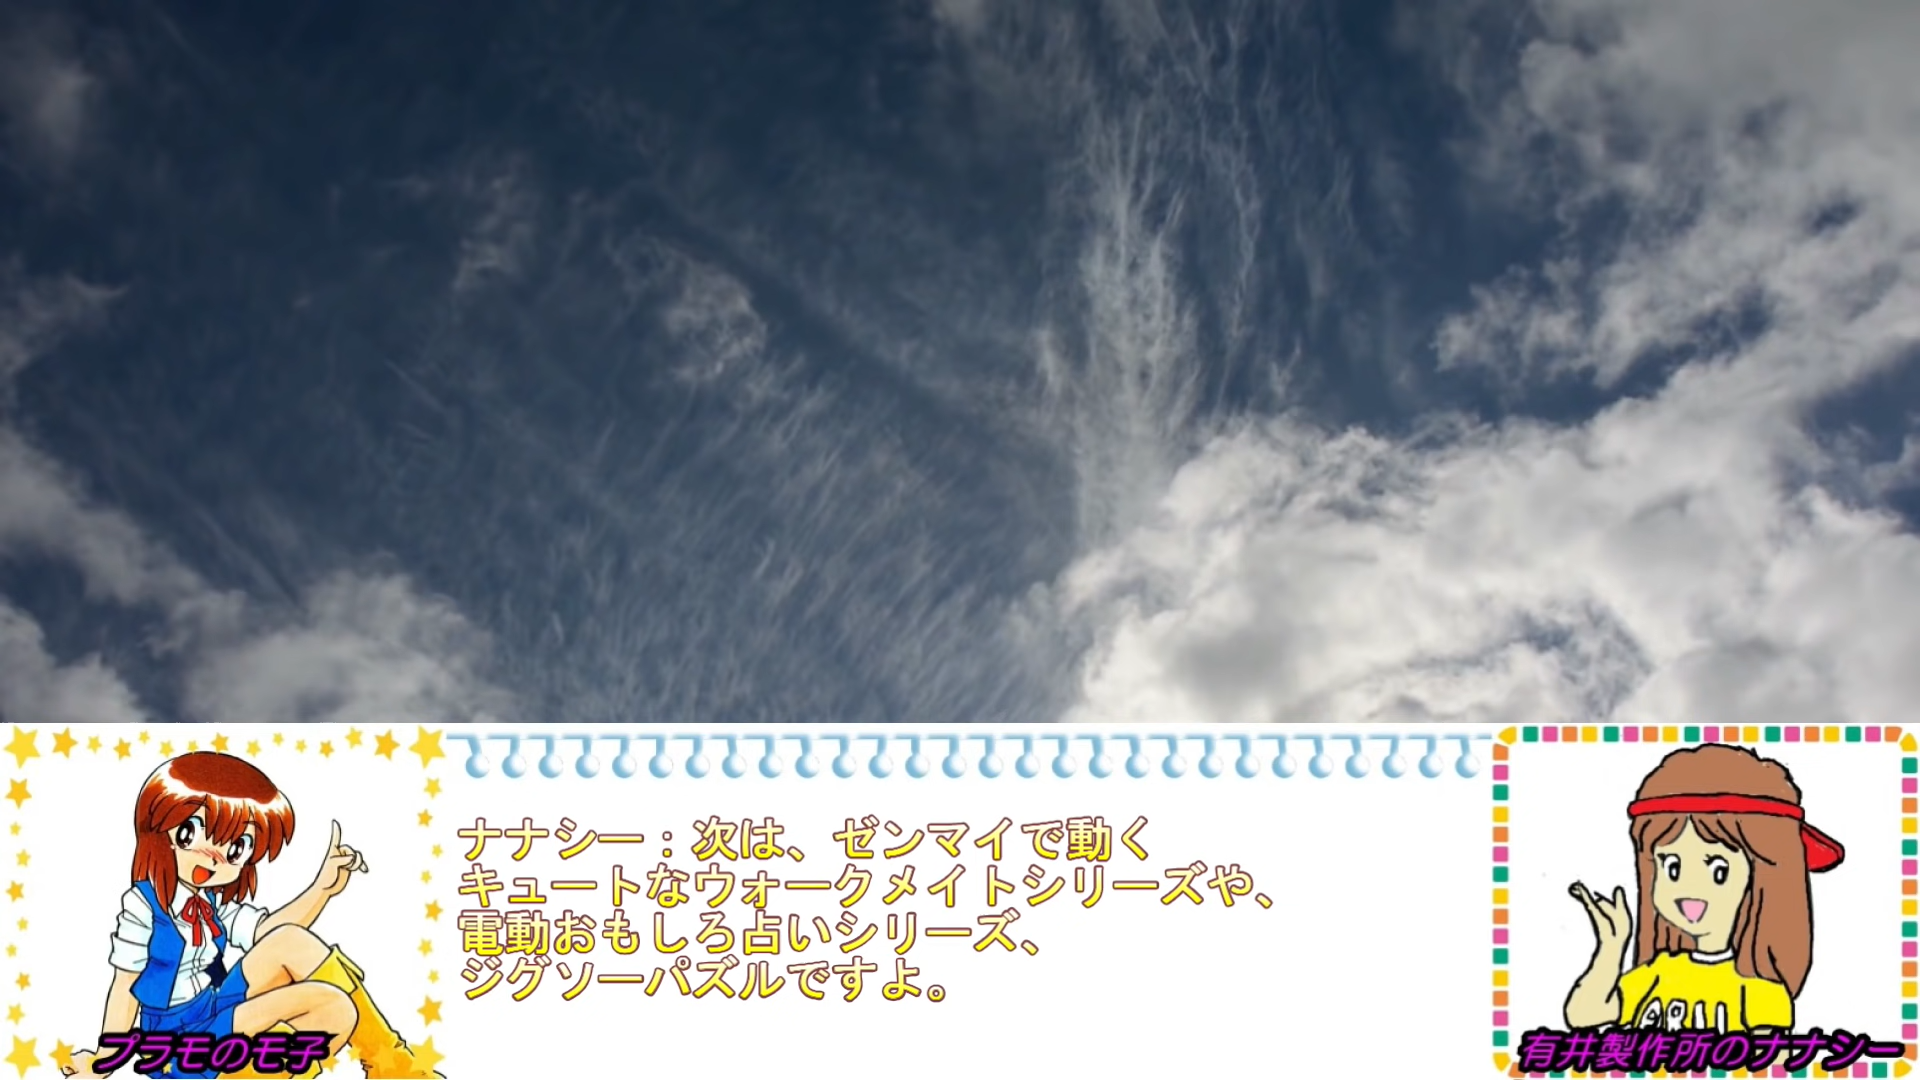 ナナシー：次は、ゼンマイで動く
キュートなウォークメイトシリーズや、
電動おもしろ占いシリーズ、
ジグソーパズルですよ。
ARII
プラモのモ子
有井製作所のナナシー